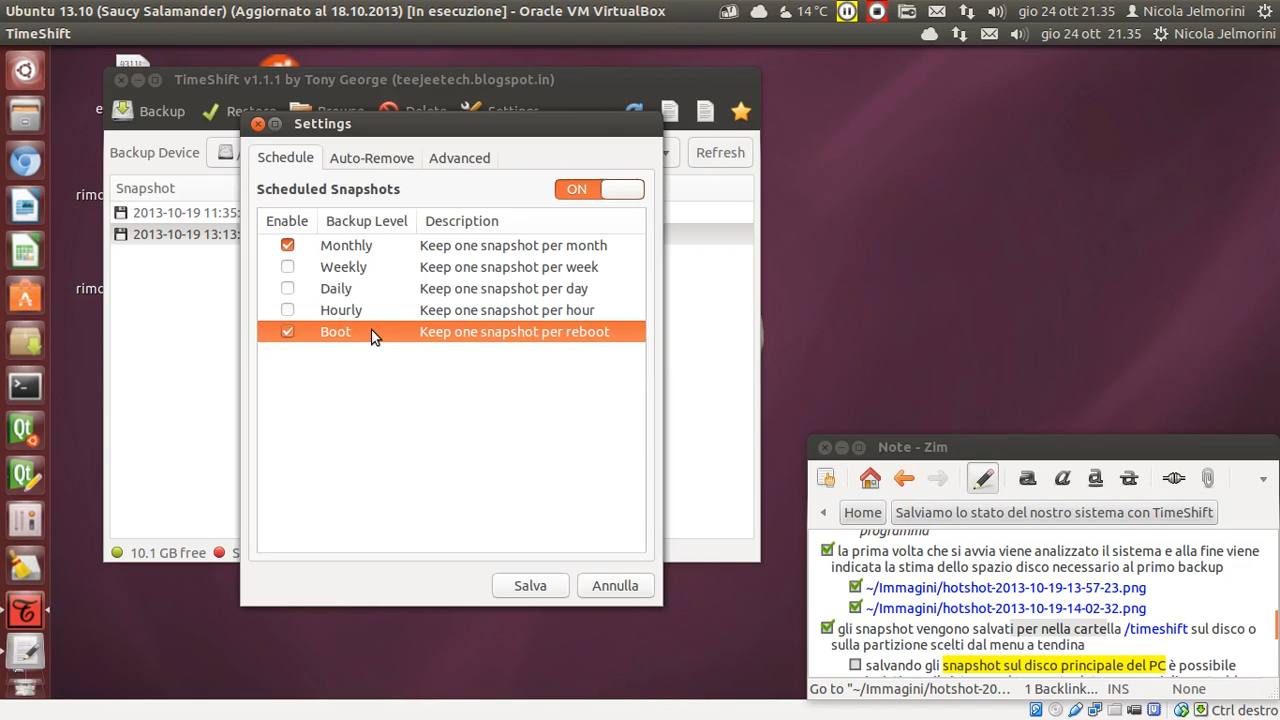 Ubuntu 13.10 (Saucy Salamander) (Aggiornato al 18.10.2013) [In esecuzione] - Oracle VM VirtualBox
14 °C
gio 24 ott 21.35
Nicola Jelmorini
TimeShift
gio 24 ott 21.35
Nicola Jelmorini
TimeShift v1.1.1 by Tony George (teejeetech.blogspot.in)
Backup
Settings
Schedule
Auto-Remove
Advanced
Backup Device
Refresh
Scheduled Snapshots
ON
Snapshot
2013-10-19 11:35:
2013-10-19 13:13:
Enable
Backup Level
Description
Monthly
Keep one snapshot per month
Weekly
Keep one snapshot per week
Daily
Keep one snapshot per day
Hourly
Keep one snapshot per hour
Boot
Keep one snapshot per reboot
10.1 GB free
Salva
Annulla
Note - Zim
Home
Salviamo lo stato del nostro sistema con TimeShift
programma
la prima volta che si avvia viene analizzato il sistema e alla fine viene
indicata la stima dello spazio disco necessario al primo backup
~/Immagini/hotshot-2013-10-19-13-57-23.png
~/Immagini/hotshot-2013-10-19-14-02-32.png
gli snapshot vengono salvati per nella cartella /timeshift sul disco o
sulla partizione scelti dal menu a tendina
salvando gli snapshot sul disco principale del PC è possibile
Go to "~/Immagini/hotshot-20...
1 Backlink...
INS
None
Ctrl destro